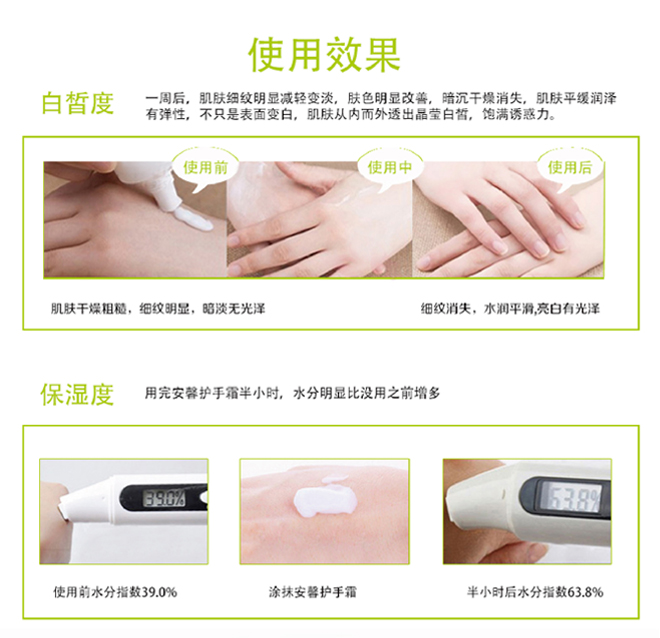 使用效果
白皙度
一周后，肌肤细纹明显减轻变淡，肤色明显改善，暗沉干燥消失，肌肤平缓润泽
有弹性，不只是表面变白，肌肤从内而外透出晶莹白皙，饱满诱惑力。
使用前
使用中
使用后
肌肤干燥粗糙，细纹明显，暗淡无光泽
细纹消失，水润平滑,亮白有光泽
保湿度
用完安馨护手霜半小时，水分明显比没用之前增多
39.0%
63.8%
使用前水分指数39.0%
涂抹安馨护手霜
半小时后水分指数63.8%